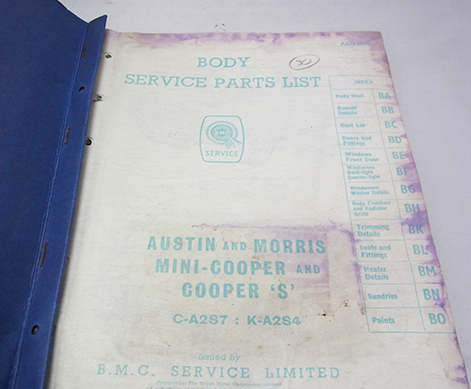 BODY
SERVICE PARTS LIST
SERVICE
AUSTIN AND MORRIS
MINI-COOPER AND
COOPER 'S'
C-A2S7 : K-A2S4
Issued by
B.M.C. SERVICE LIMITED
INDEX
Body Shell BA
Bonnet Details BB
Boot Lid BC
Doors and Fittings BD
Windows Front Door BE
Windscreen Back-light Quarter-light BF
Windscreen Washer Details BG
Body Exterior and Radiator Grille BH
Trimming Details BK
Seats and Fittings BL
Heater Details BM
Sundries BN
Paints BO